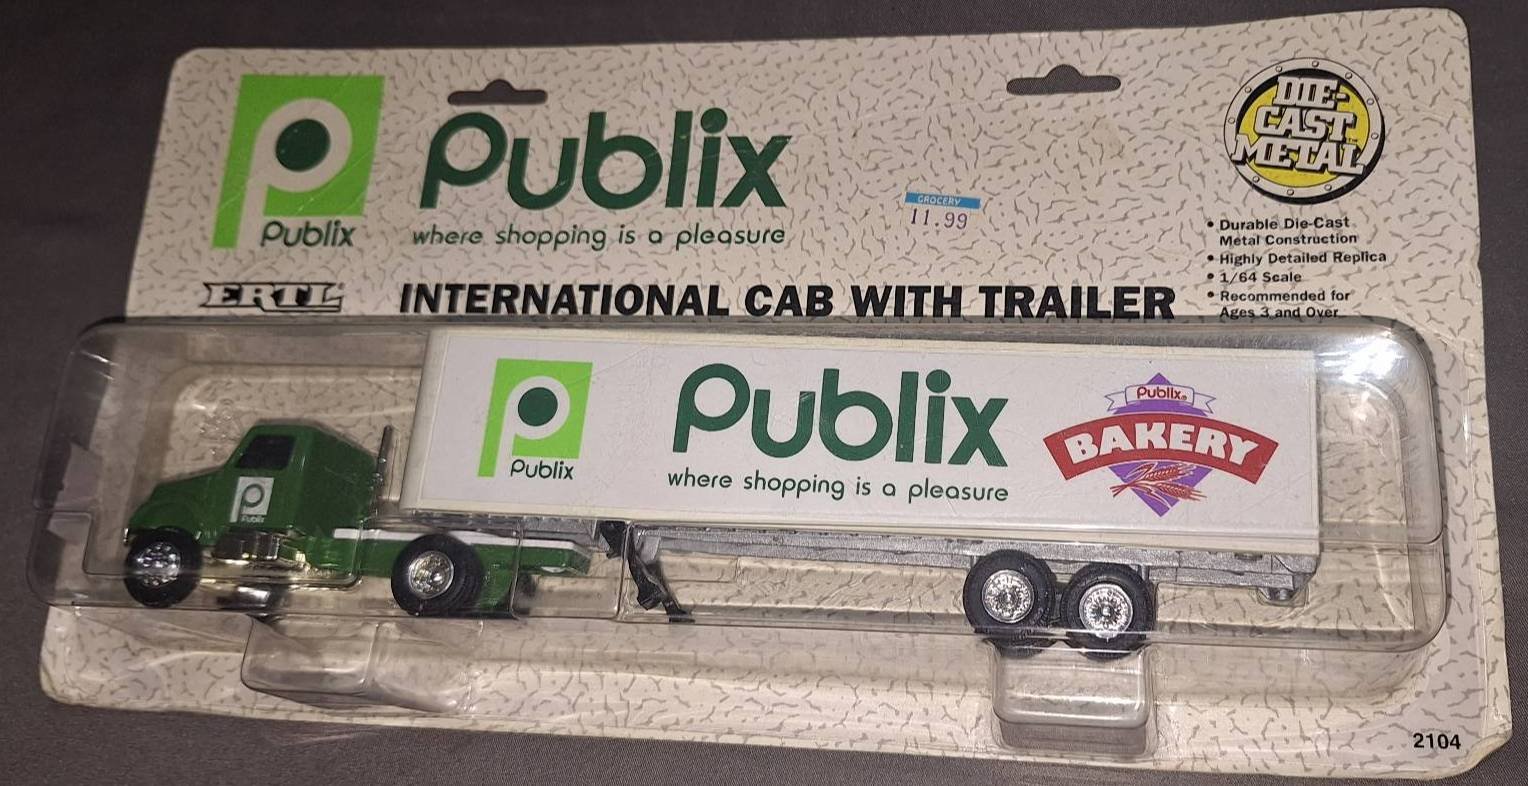 Publix
Publix
where shopping is a pleasure
GROCERY
11.99
DIE-
CAST
METAL
• Durable Die-Cast
Metal Construction
• Highly Detailed Replica
• 1/64 Scale
• Recommended for
Ages 3 and Over
ERTL
INTERNATIONAL CAB WITH TRAILER
Publix
Publix
where shopping is a pleasure
Publix®
BAKERY
Publix
2104